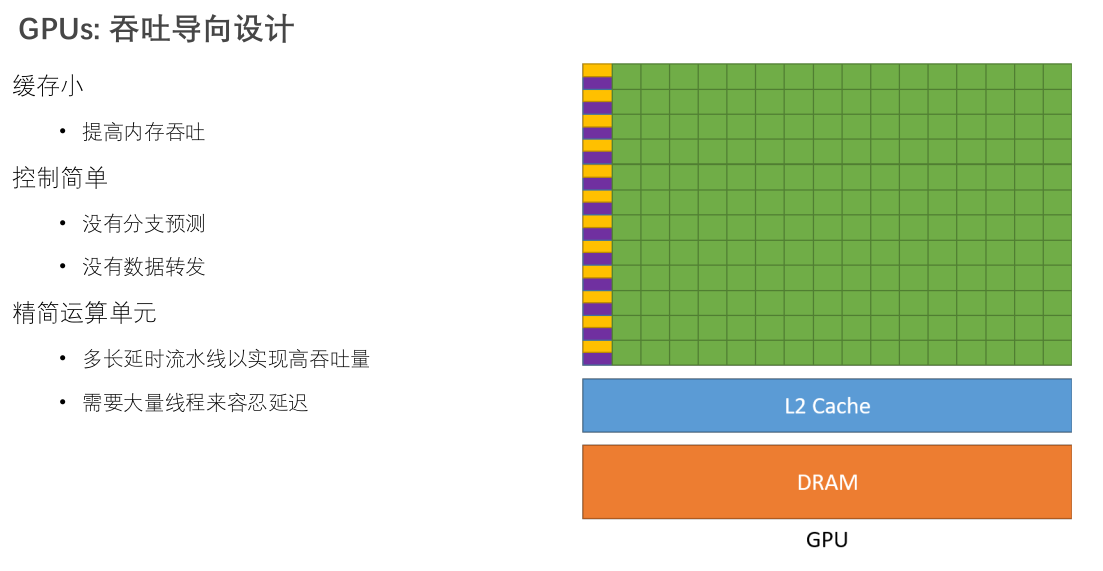 GPUs: 吞吐导向设计
缓存小
• 提高内存吞吐
控制简单
• 没有分支预测
• 没有数据转发
精简运算单元
• 多长延时流水线以实现高吞吐量
• 需要大量线程来容忍延迟
L2 Cache
DRAM
GPU